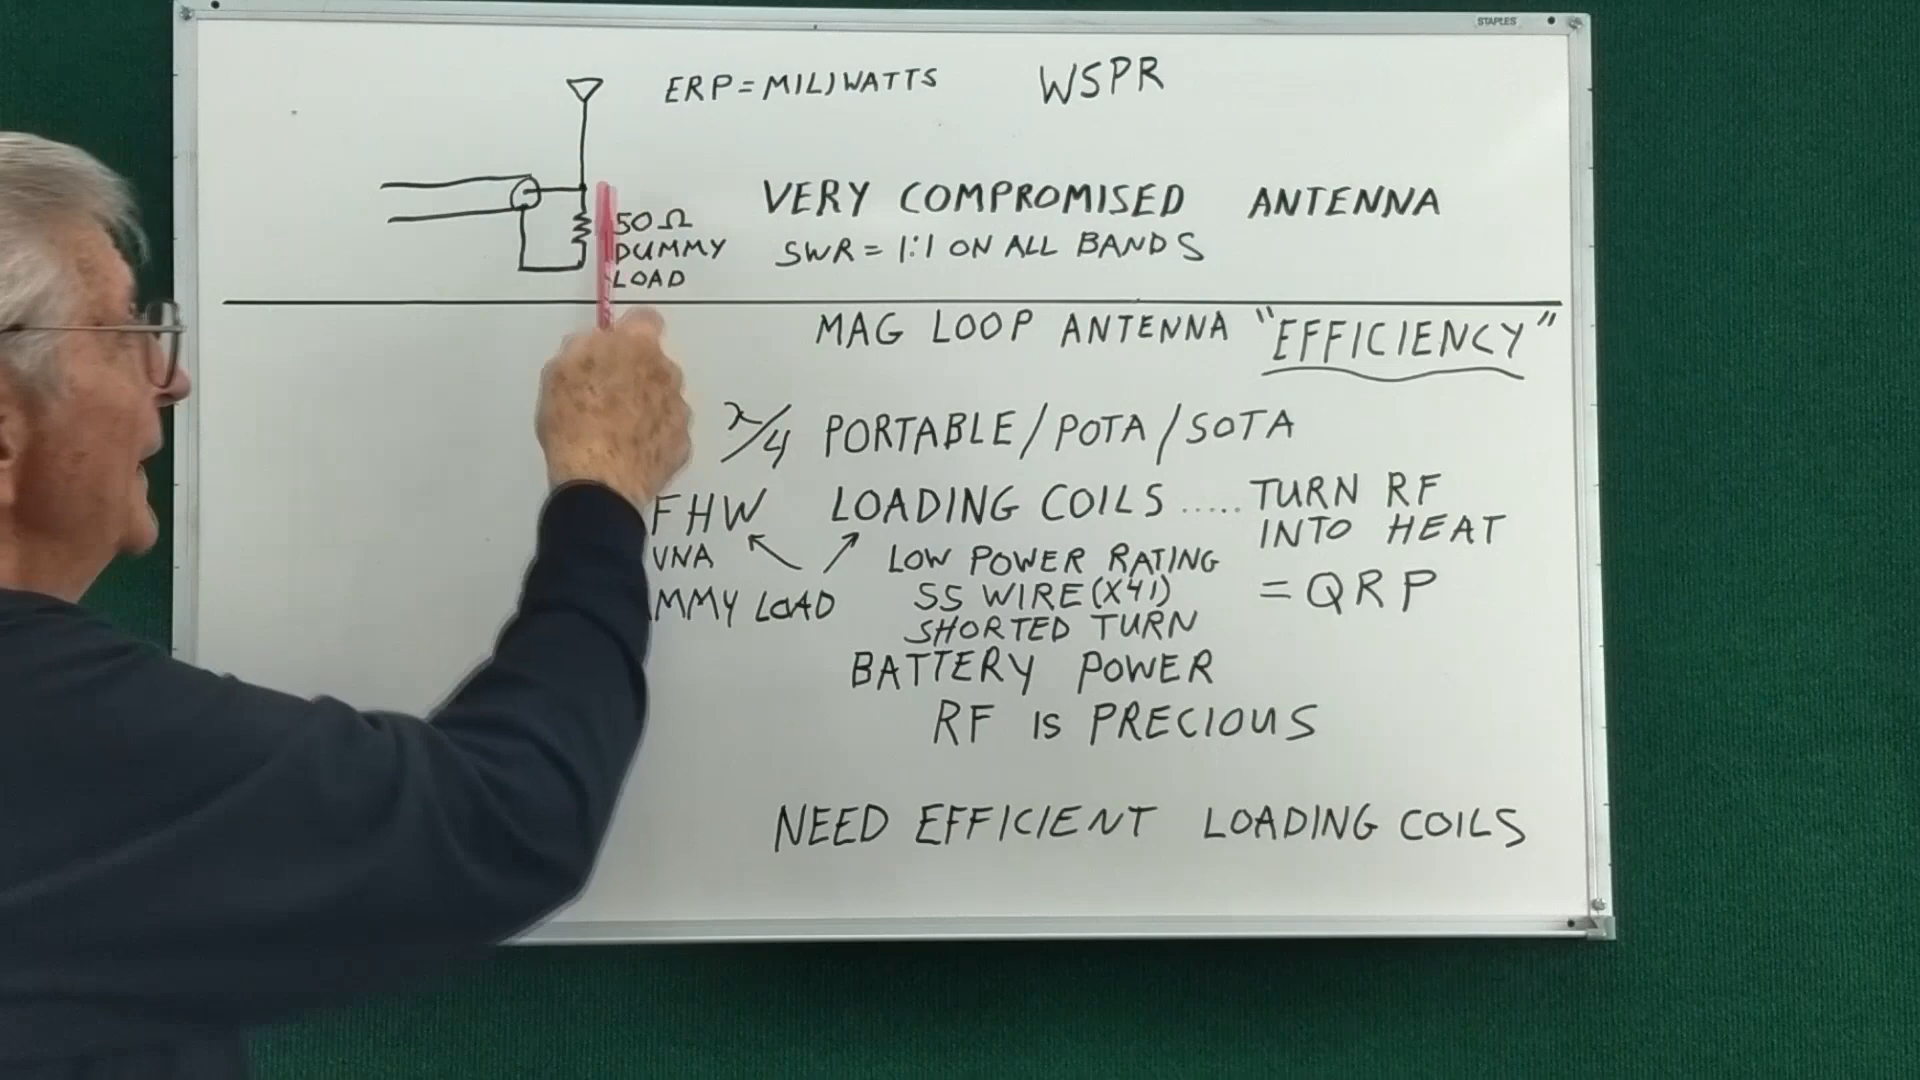 STAPLES
ERP = MILIWATTS WSPR
VERY COMPROMISED ANTENNA
50Ω
DUMMY
LOAD
SWR = 1:1 ON ALL BANDS
MAG LOOP ANTENNA "EFFICIENCY"
λ/4 PORTABLE/POTA/SOTA
FHW LOADING COILS ..... TURN RF
INTO HEAT
= QRP
VNA
MMY LOAD
LOW POWER RATING
SS WIRE (X41)
SHORTED TURN
BATTERY POWER
RF IS PRECIOUS
NEED EFFICIENT LOADING COILS